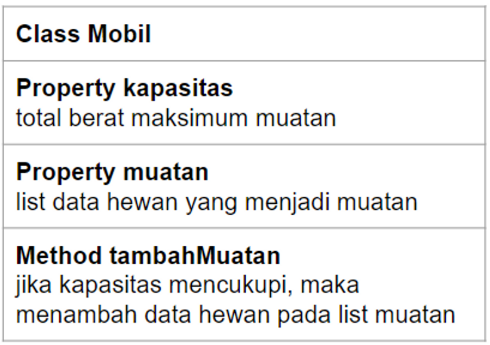 Class Mobil
Property kapasitas
total berat maksimum muatan
Property muatan
list data hewan yang menjadi muatan
Method tambahMuatan
jika kapasitas mencukupi, maka
menambah data hewan pada list muatan